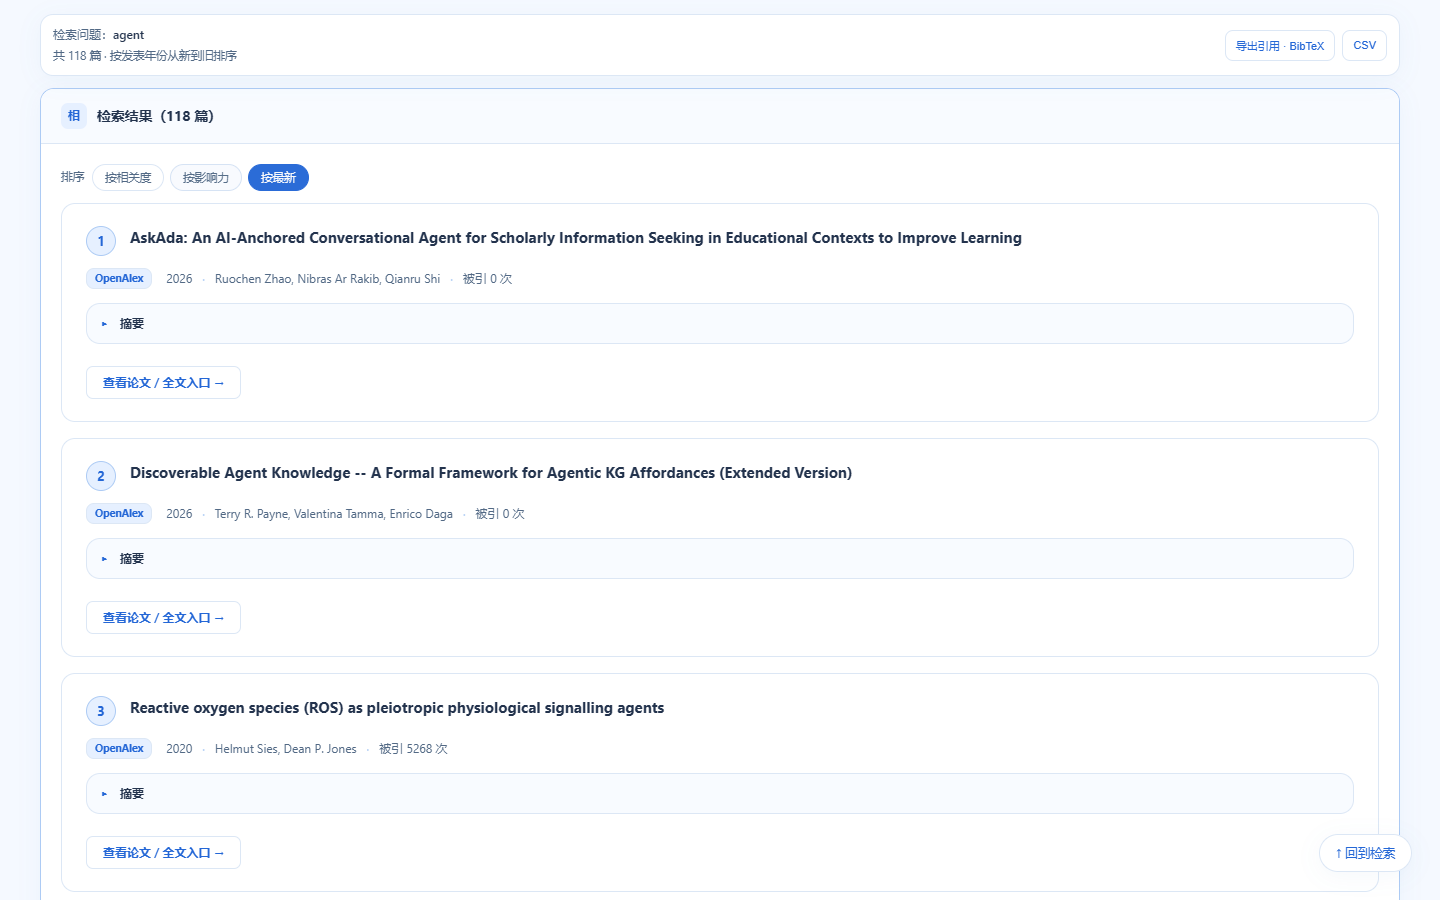 检索问题：agent
共 118 篇 · 按发表年份从新到旧排序
导出引用 · BibTeX
CSV
相
检索结果（118 篇）
排序 按相关度 按影响力 按最新
1 AskAda: An AI-Anchored Conversational Agent for Scholarly Information Seeking in Educational Contexts to Improve Learning
OpenAlex 2026 · Ruochen Zhao, Nibras Ar Rakib, Qianru Shi · 被引 0 次
► 摘要
查看论文 / 全文入口 →
2 Discoverable Agent Knowledge -- A Formal Framework for Agentic KG Affordances (Extended Version)
OpenAlex 2026 · Terry R. Payne, Valentina Tamma, Enrico Daga · 被引 0 次
► 摘要
查看论文 / 全文入口 →
3 Reactive oxygen species (ROS) as pleiotropic physiological signalling agents
OpenAlex 2020 · Helmut Sies, Dean P. Jones · 被引 5268 次
► 摘要
查看论文 / 全文入口 →
↑ 回到检索